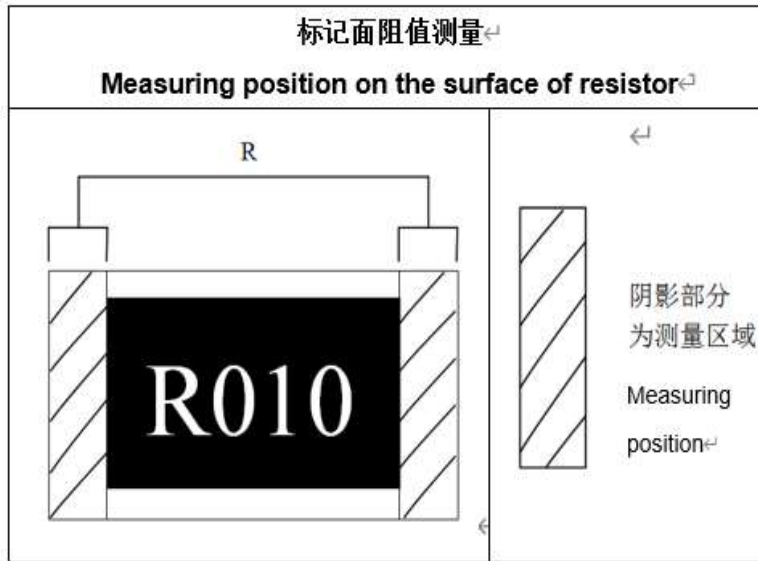 标记面阻值测量
Measuring position on the surface of resistor
R
R010
阴影部分
为测量区域
Measuring
position